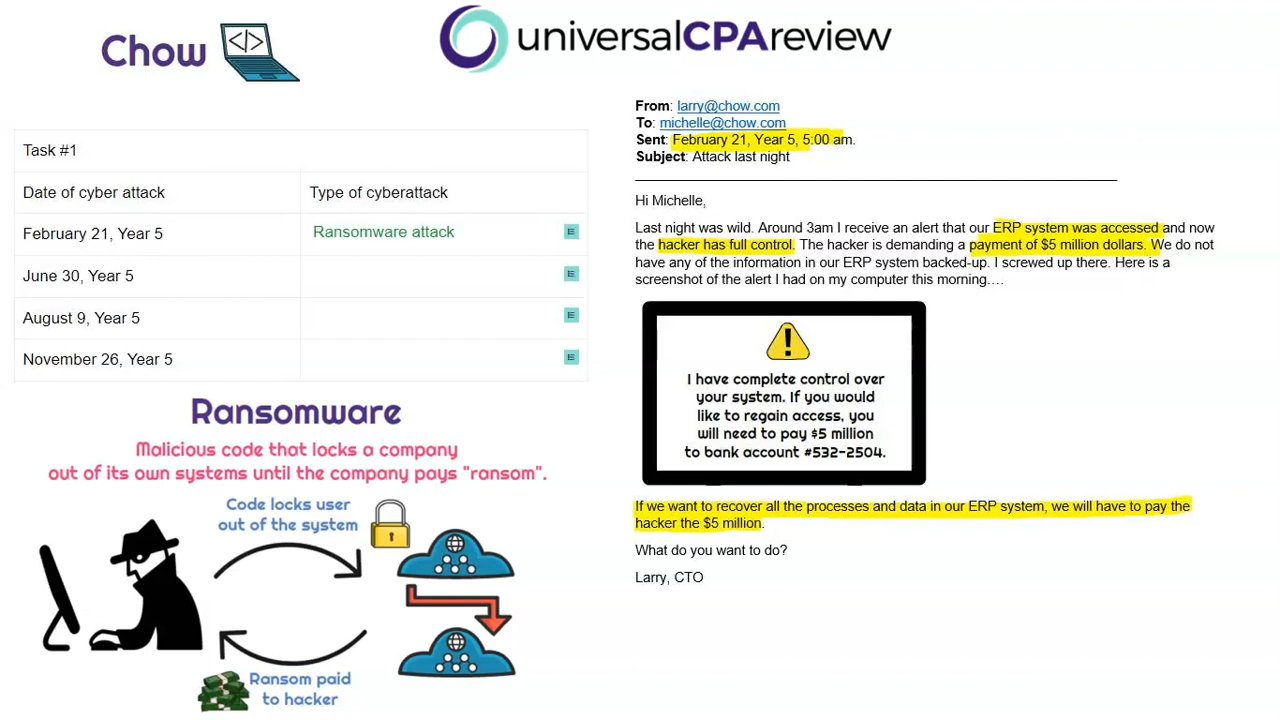 Chow
</>
universalCPAreview
Task #1
Date of cyber attack
Type of cyberattack
February 21, Year 5
Ransomware attack
June 30, Year 5
August 9, Year 5
November 26, Year 5
Ransomware
Malicious code that locks a company
out of its own systems until the company pays "ransom".
Code locks user
out of the system
Ransom paid
to hacker
From: larry@chow.com
To: michelle@chow.com
Sent: February 21, Year 5, 5:00 am.
Subject: Attack last night
Hi Michelle,
Last night was wild. Around 3am I receive an alert that our ERP system was accessed and now
the hacker has full control. The hacker is demanding a payment of $5 million dollars. We do not
have any of the information in our ERP system backed-up. I screwed up there. Here is a
screenshot of the alert I had on my computer this morning….
!
I have complete control over
your system. If you would
like to regain access, you
will need to pay $5 million
to bank account #532-2504.
If we want to recover all the processes and data in our ERP system, we will have to pay the
hacker the $5 million.
What do you want to do?
Larry, CTO